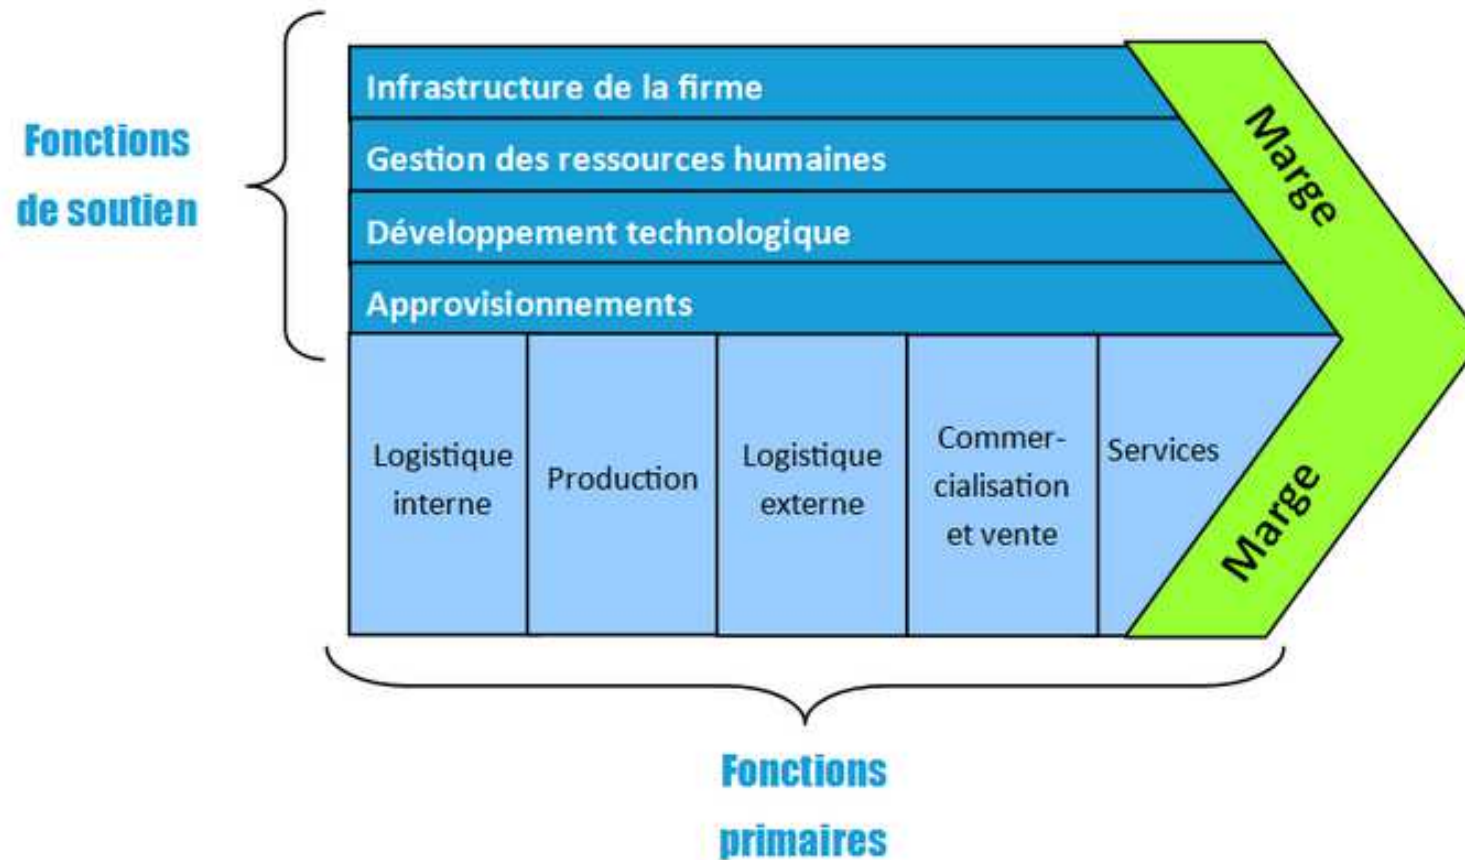 Fonctions
de soutien
Infrastructure de la firme
Gestion des ressources humaines
Développement technologique
Approvisionnements
Marge
Logistique
interne
Production
Logistique
externe
Commer-
cialisation
et vente
Services
Marge
Fonctions
primaires